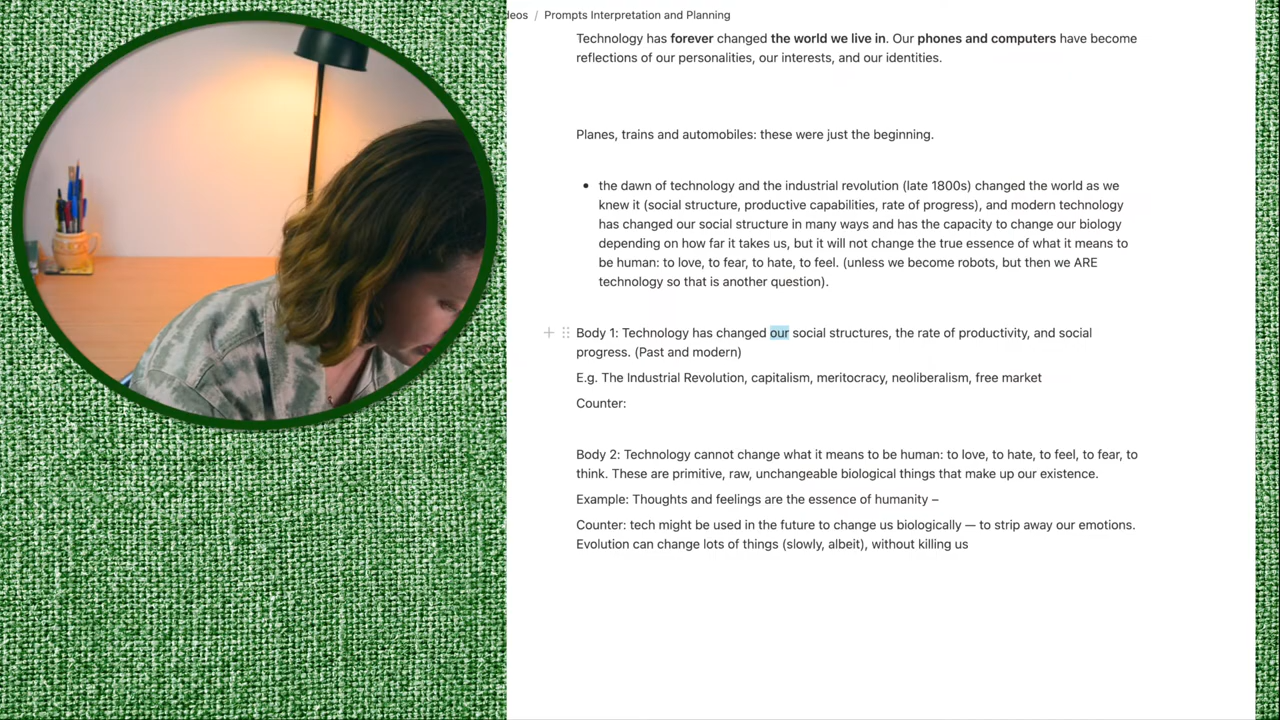 deos / Prompts Interpretation and Planning
Technology has forever changed the world we live in. Our phones and computers have become
reflections of our personalities, our interests, and our identities.
Planes, trains and automobiles: these were just the beginning.
• the dawn of technology and the industrial revolution (late 1800s) changed the world as we
knew it (social structure, productive capabilities, rate of progress), and modern technology
has changed our social structure in many ways and has the capacity to change our biology
depending on how far it takes us, but it will not change the true essence of what it means to
be human: to love, to fear, to hate, to feel. (unless we become robots, but then we ARE
technology so that is another question).
Body 1: Technology has changed our social structures, the rate of productivity, and social
progress. (Past and modern)
E.g. The Industrial Revolution, capitalism, meritocracy, neoliberalism, free market
Counter:
Body 2: Technology cannot change what it means to be human: to love, to hate, to feel, to fear, to
think. These are primitive, raw, unchangeable biological things that make up our existence.
Example: Thoughts and feelings are the essence of humanity –
Counter: tech might be used in the future to change us biologically — to strip away our emotions.
Evolution can change lots of things (slowly, albeit), without killing us